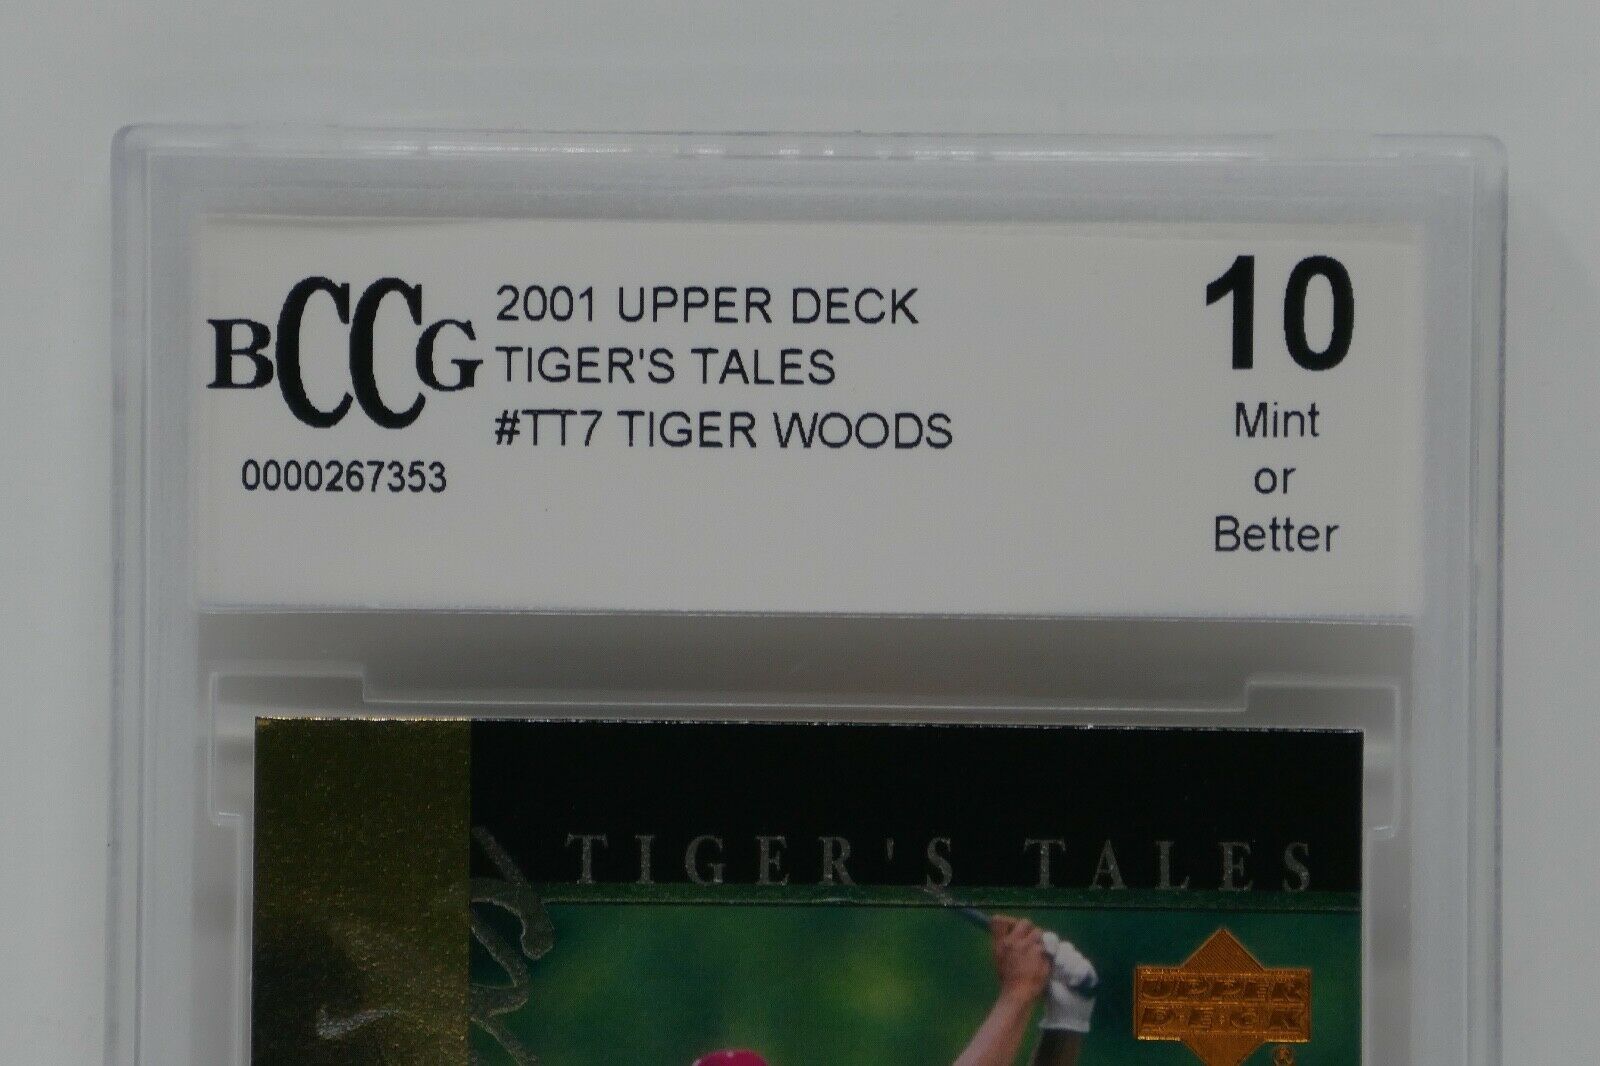 BCCG
2001 UPPER DECK
TIGER'S TALES
#TT7 TIGER WOODS
0000267353
10
Mint
or
Better
TIGER'S TALES
UPPER
DECK
®